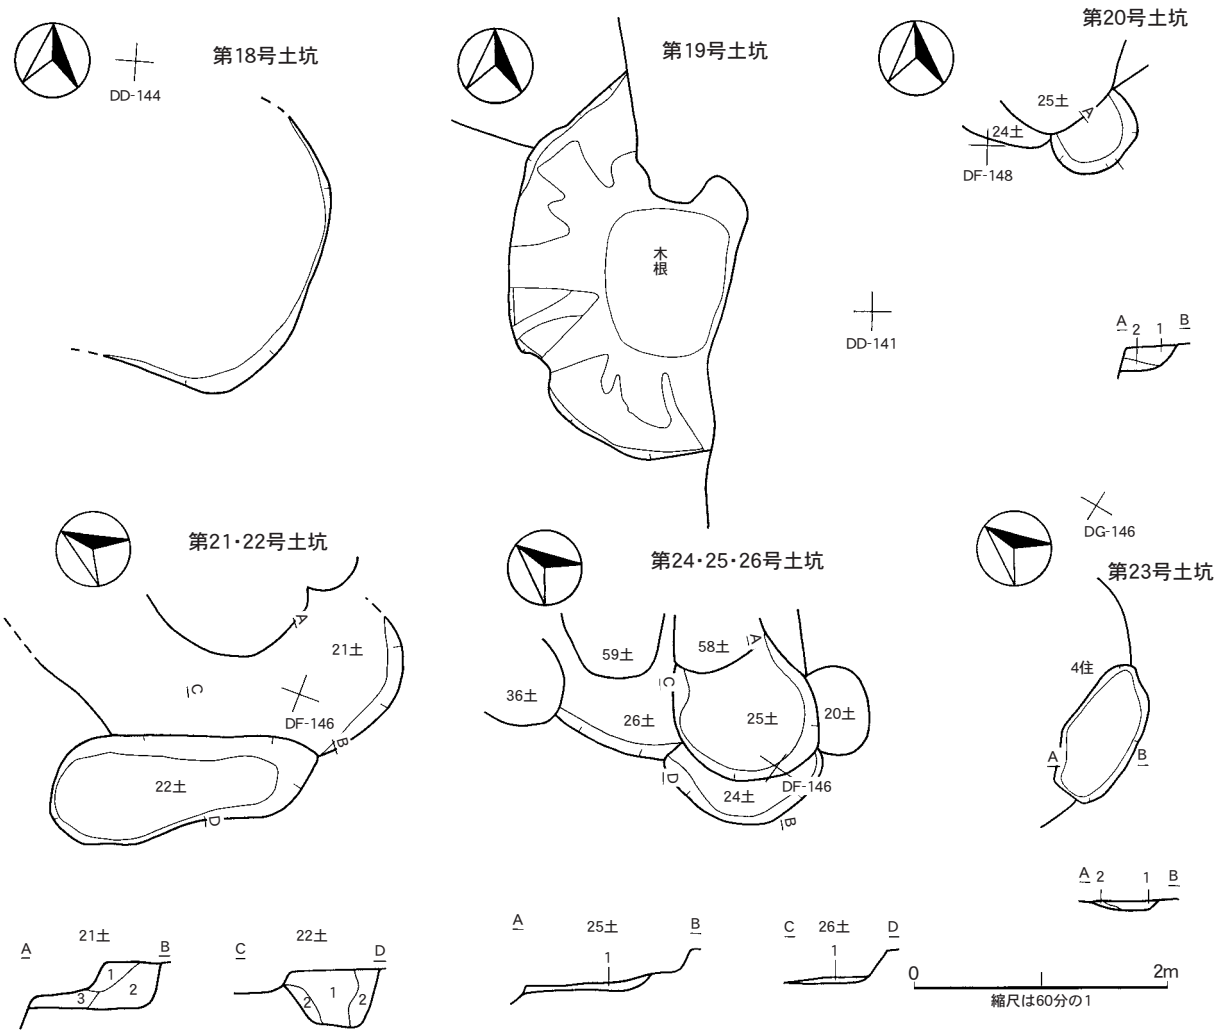 第18号土坑
DD-144
第19号土坑
木根
DD-141
第20号土坑
25土
A
24土
DF-148
A 2 1 B
第21・22号土坑
A
21土
C
DF-146
B
22土
D
第24・25・26号土坑
59土
58土
A
C
36土
26土
25土
20土
D
DF-146
24土
B
DG-146
第23号土坑
4住
A
B
A 2 1 B
A 21土 B
1
2
3
C 22土 D
2 1 2
A 25土 B
1
C 26土 D
1
0 2m
縮尺は60分の1